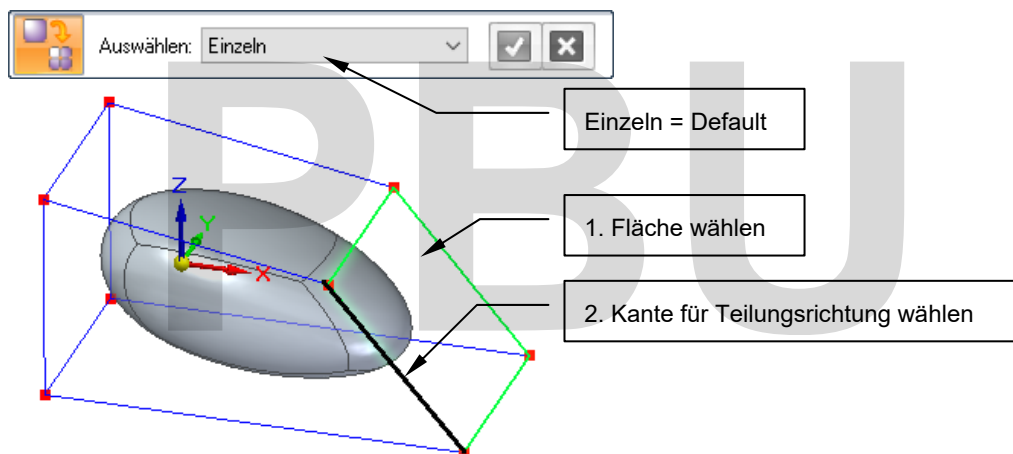 Auswählen: Einzeln
Einzeln = Default
1. Fläche wählen
2. Kante für Teilungsrichtung wählen
Z
Y
X
PBU